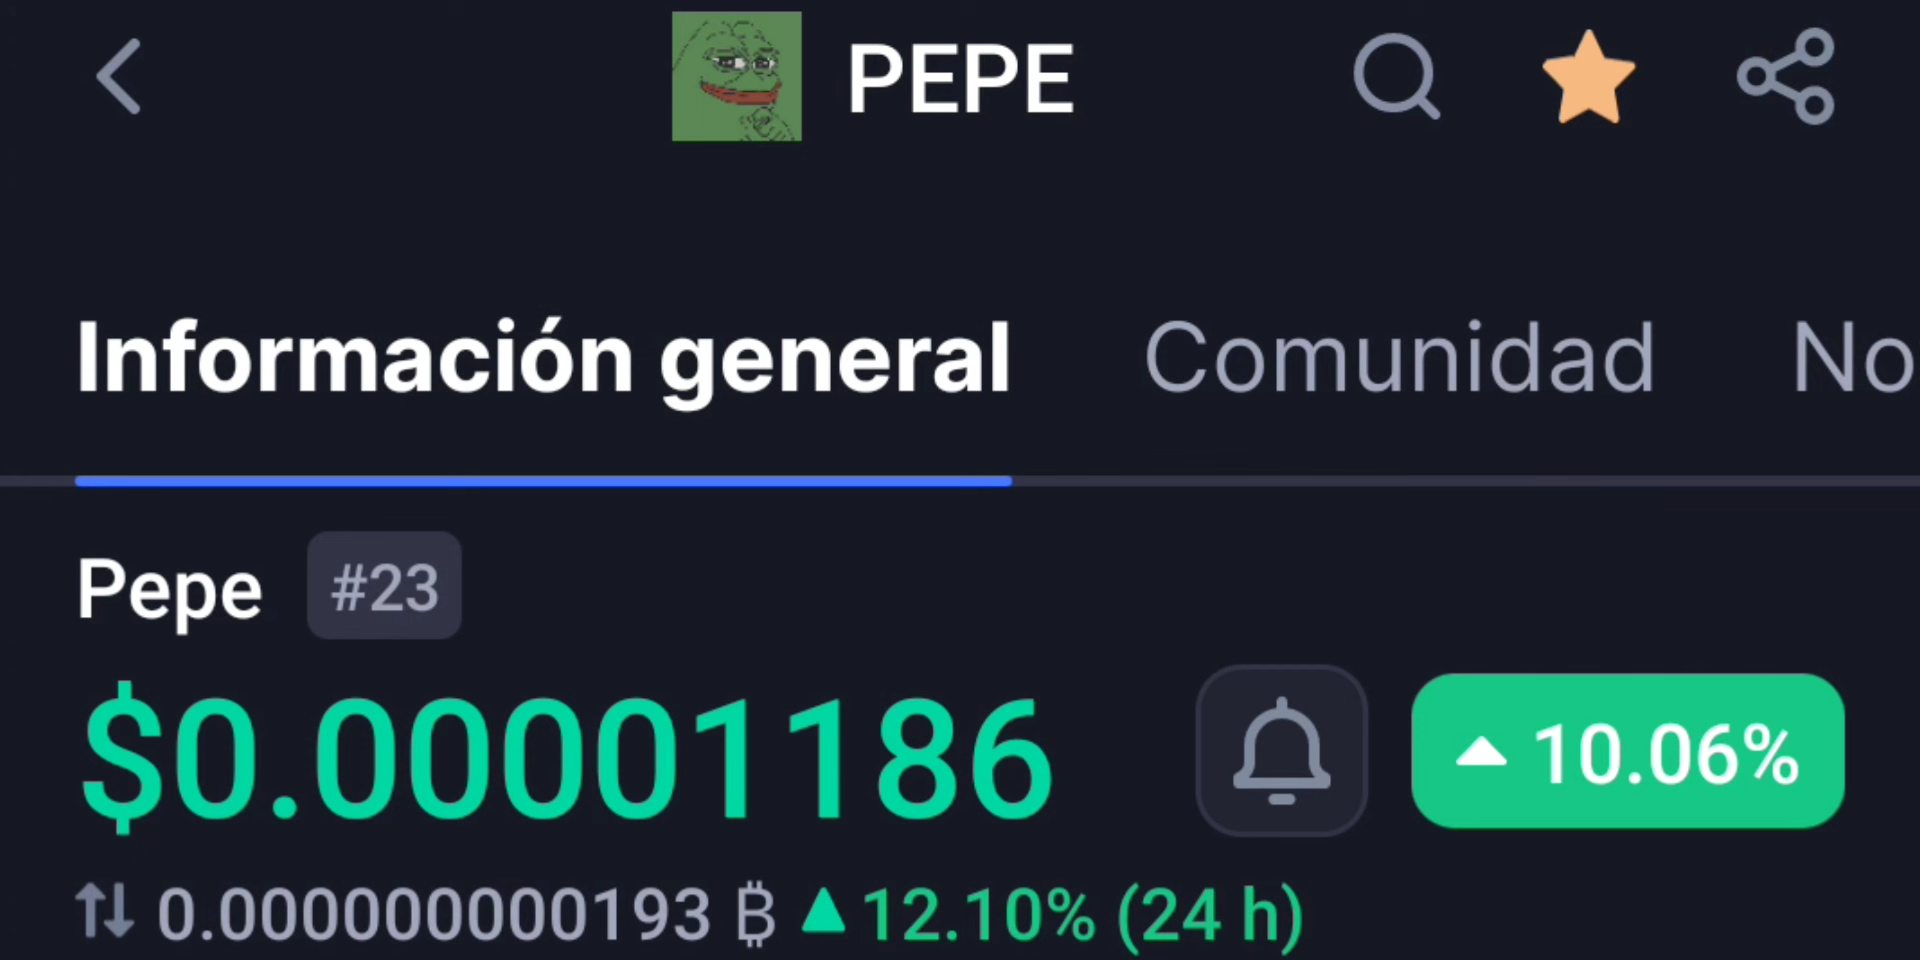 PEPE
Información general Comunidad No
Pepe #23
$0.00001186 10.06%
0.000000000193 ₿ 12.10% (24 h)